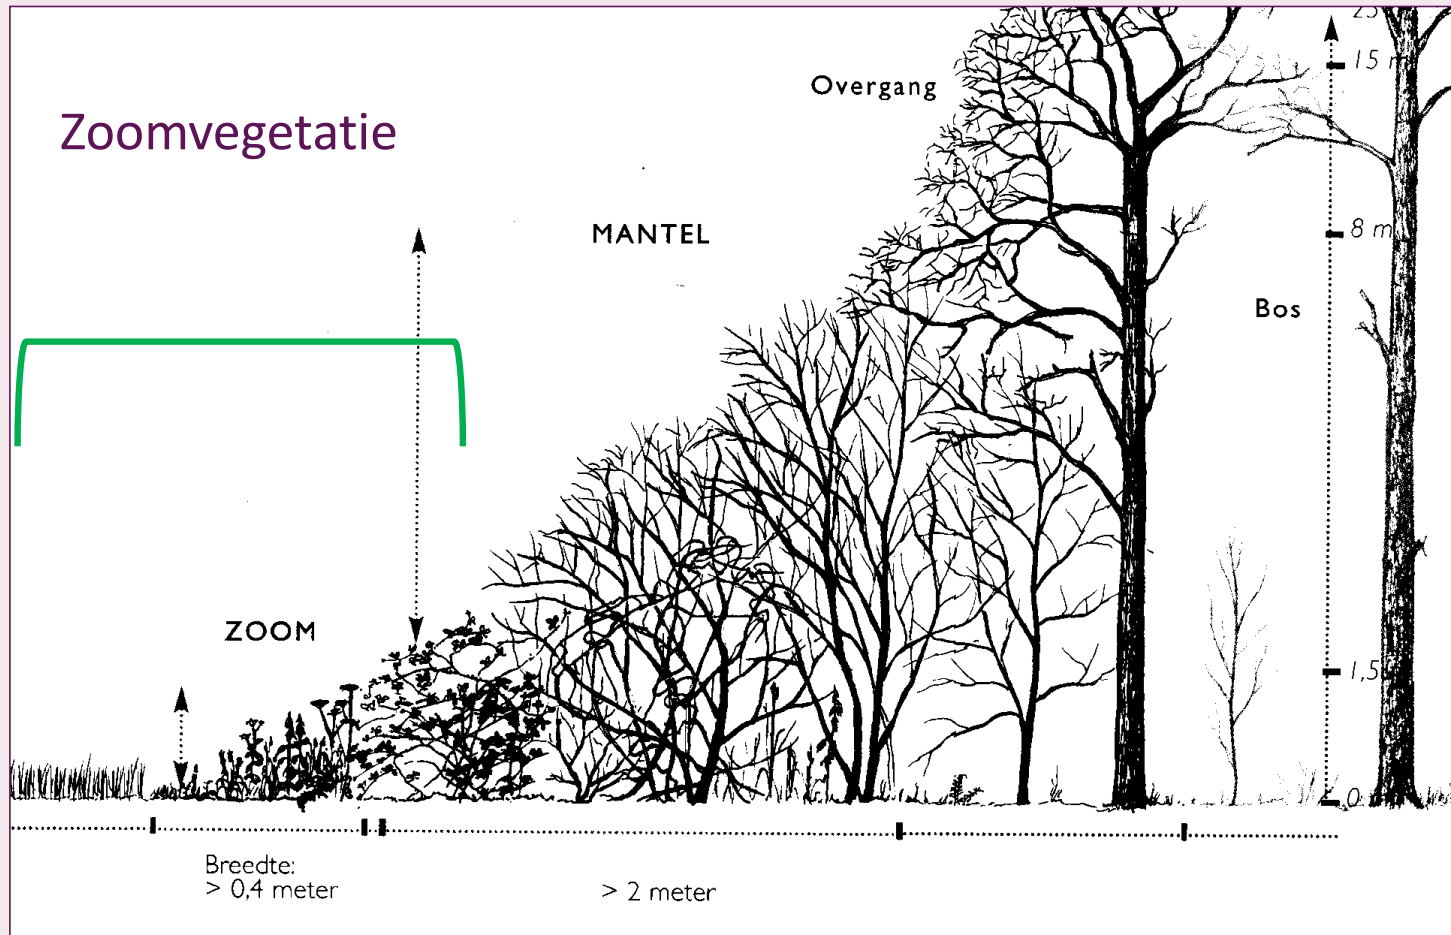 Zoomvegetatie
Overgang
15 m
MANTEL
8 m
Bos
ZOOM
1,5
0
Breedte:
> 0,4 meter
> 2 meter